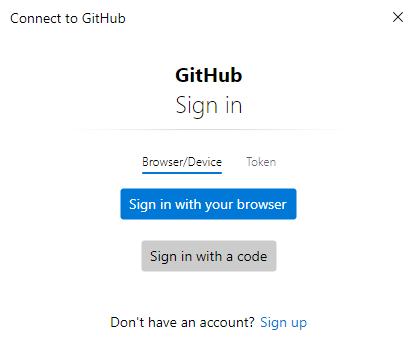 Connect to GitHub
GitHub
Sign in
Browser/Device Token
Sign in with your browser
Sign in with a code
Don't have an account? Sign up